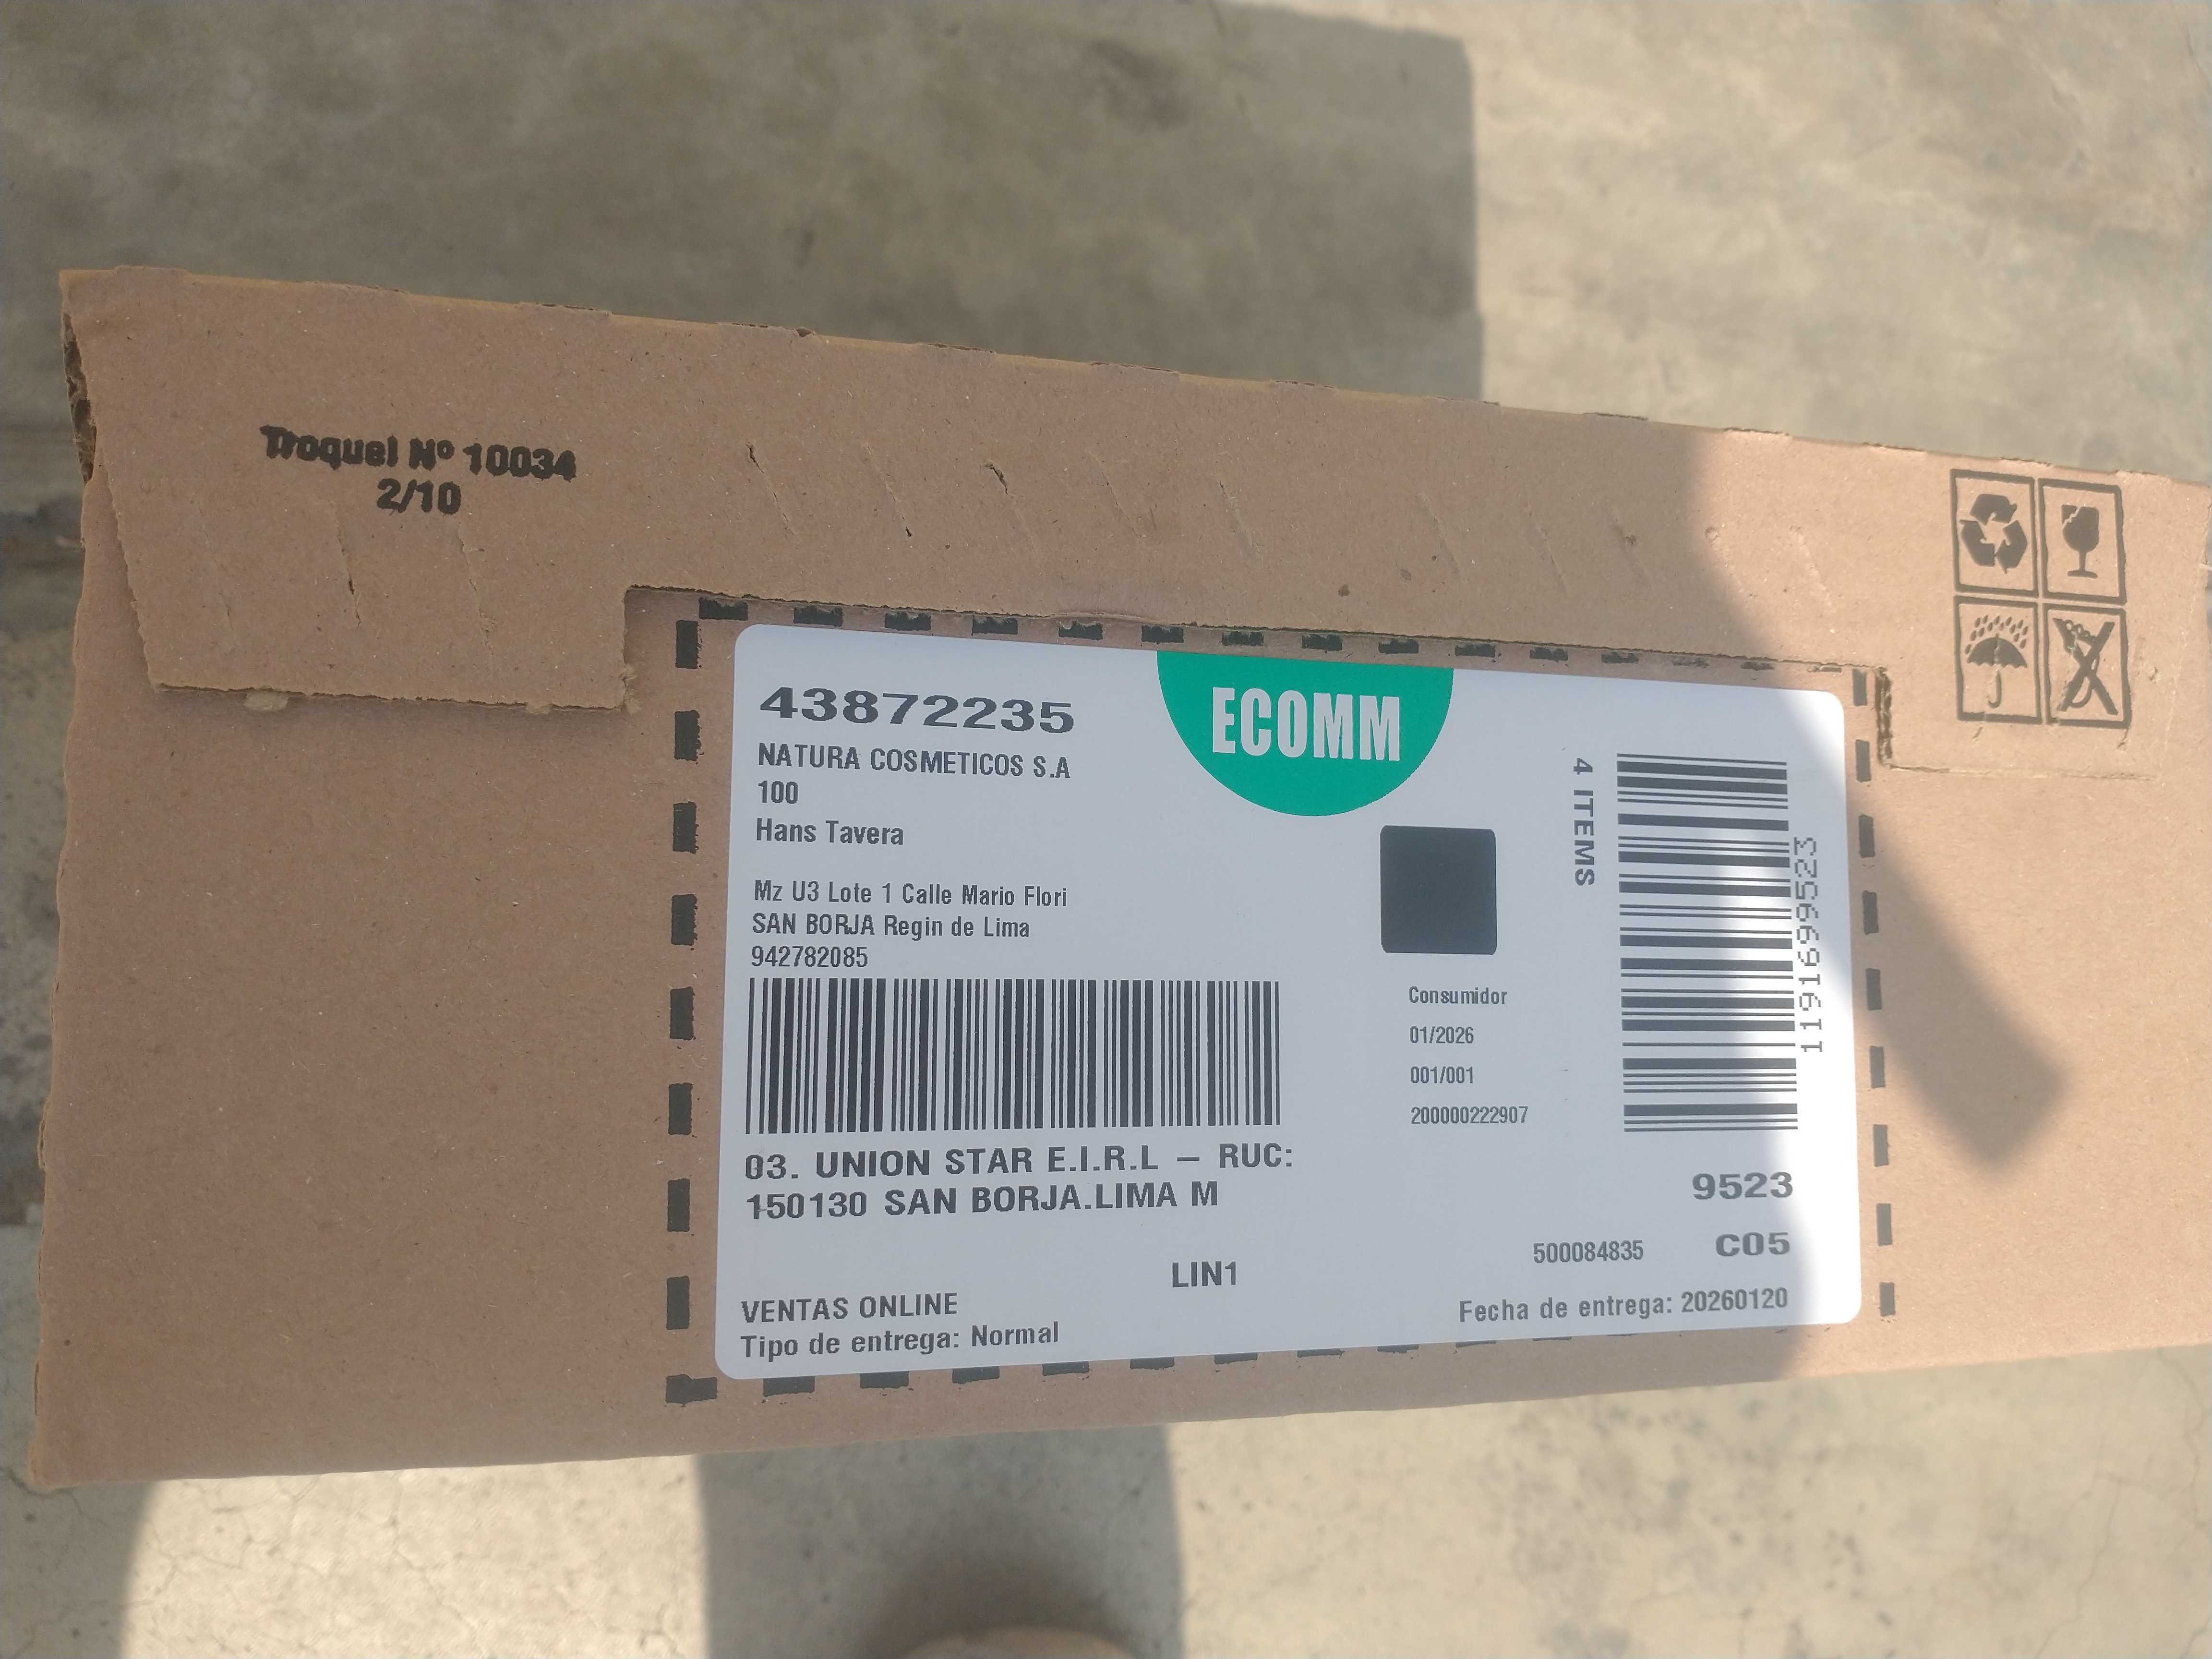 Troquel Nº 10034
2/10
43872235
ECOMM
NATURA COSMETICOS S.A
100
Hans Tavera
Mz U3 Lote 1 Calle Mario Flori
SAN BORJA Regin de Lima
942782085
4 ITEMS
1191699569523
Consumidor
01/2026
001/001
200000222907
03. UNION STAR E.I.R.L – RUC:
150130 SAN BORJA.LIMA M
9523
500084835
C05
LIN1
VENTAS ONLINE
Tipo de entrega: Normal
Fecha de entrega: 20260120